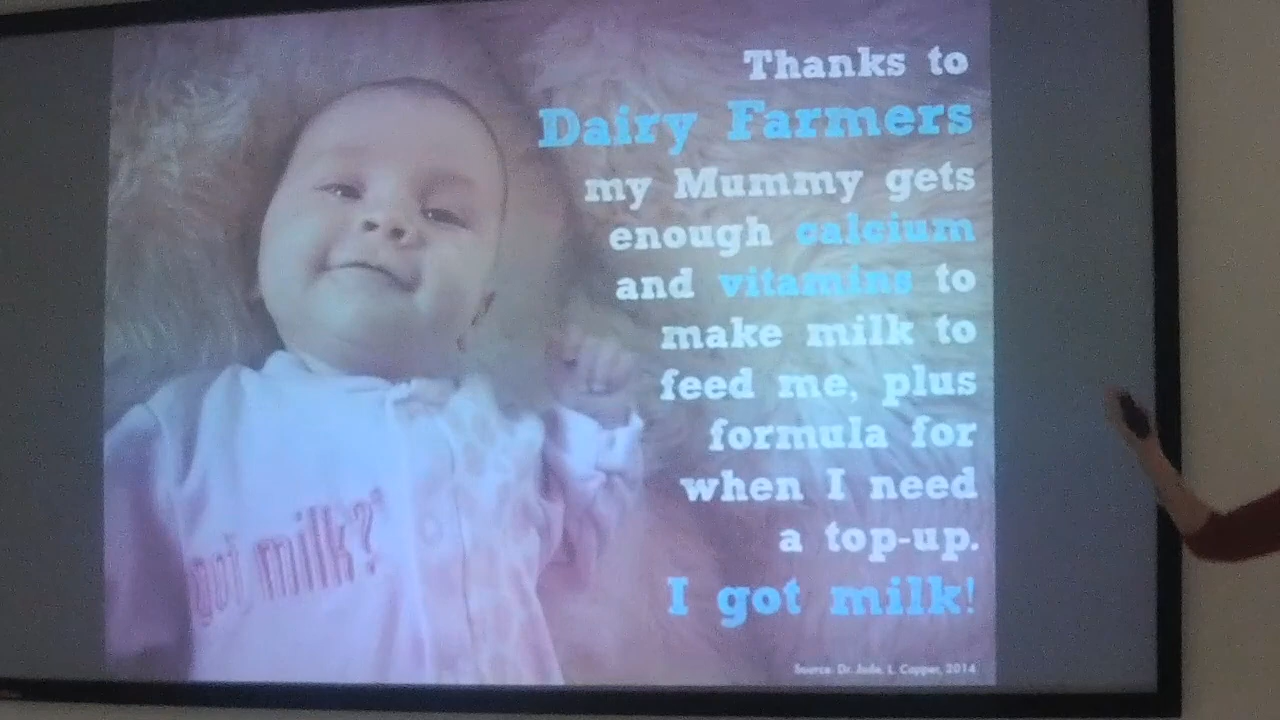 Thanks to
Dairy Farmers
my Mummy gets
enough calcium
and vitamins to
make milk to
feed me, plus
formula for
when I need
a top-up.
I got milk!
got milk?
Source: Dr. Jude. L. Capper, 2014